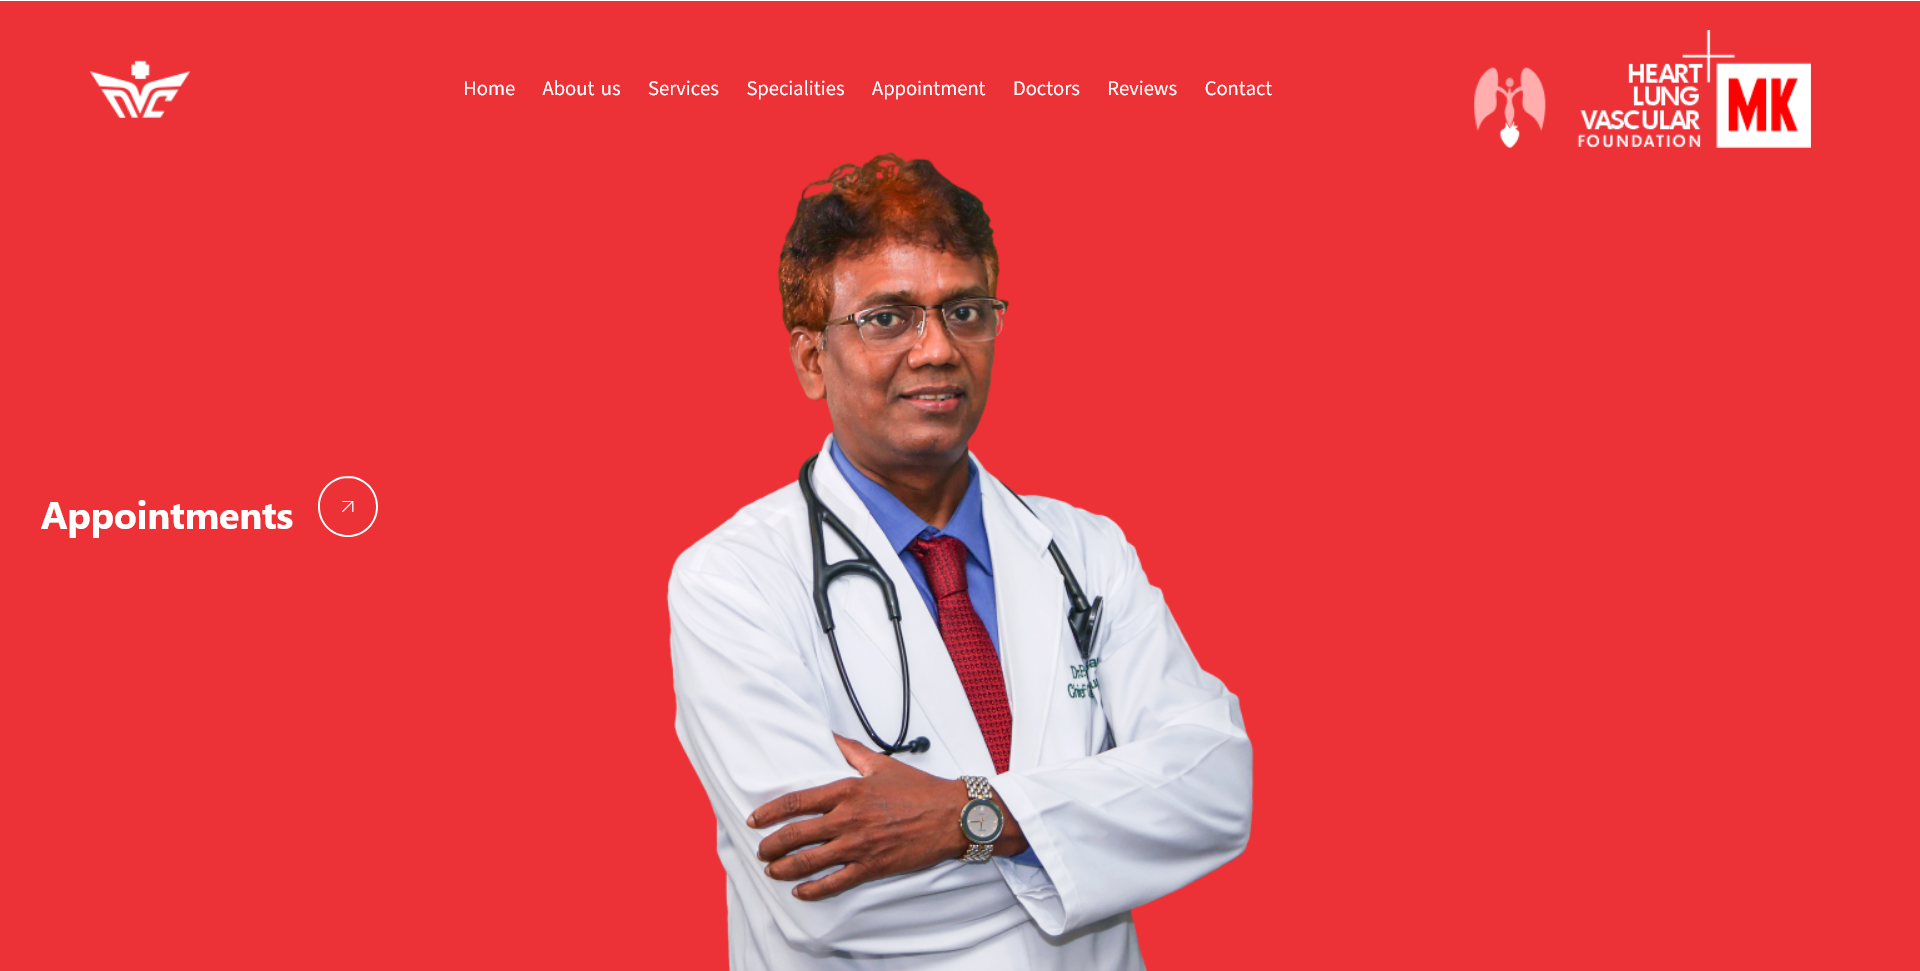 Home About us Services Specialities Appointment Doctors Reviews Contact
HEART
LUNG
VASCULAR
FOUNDATION
MK
Appointments